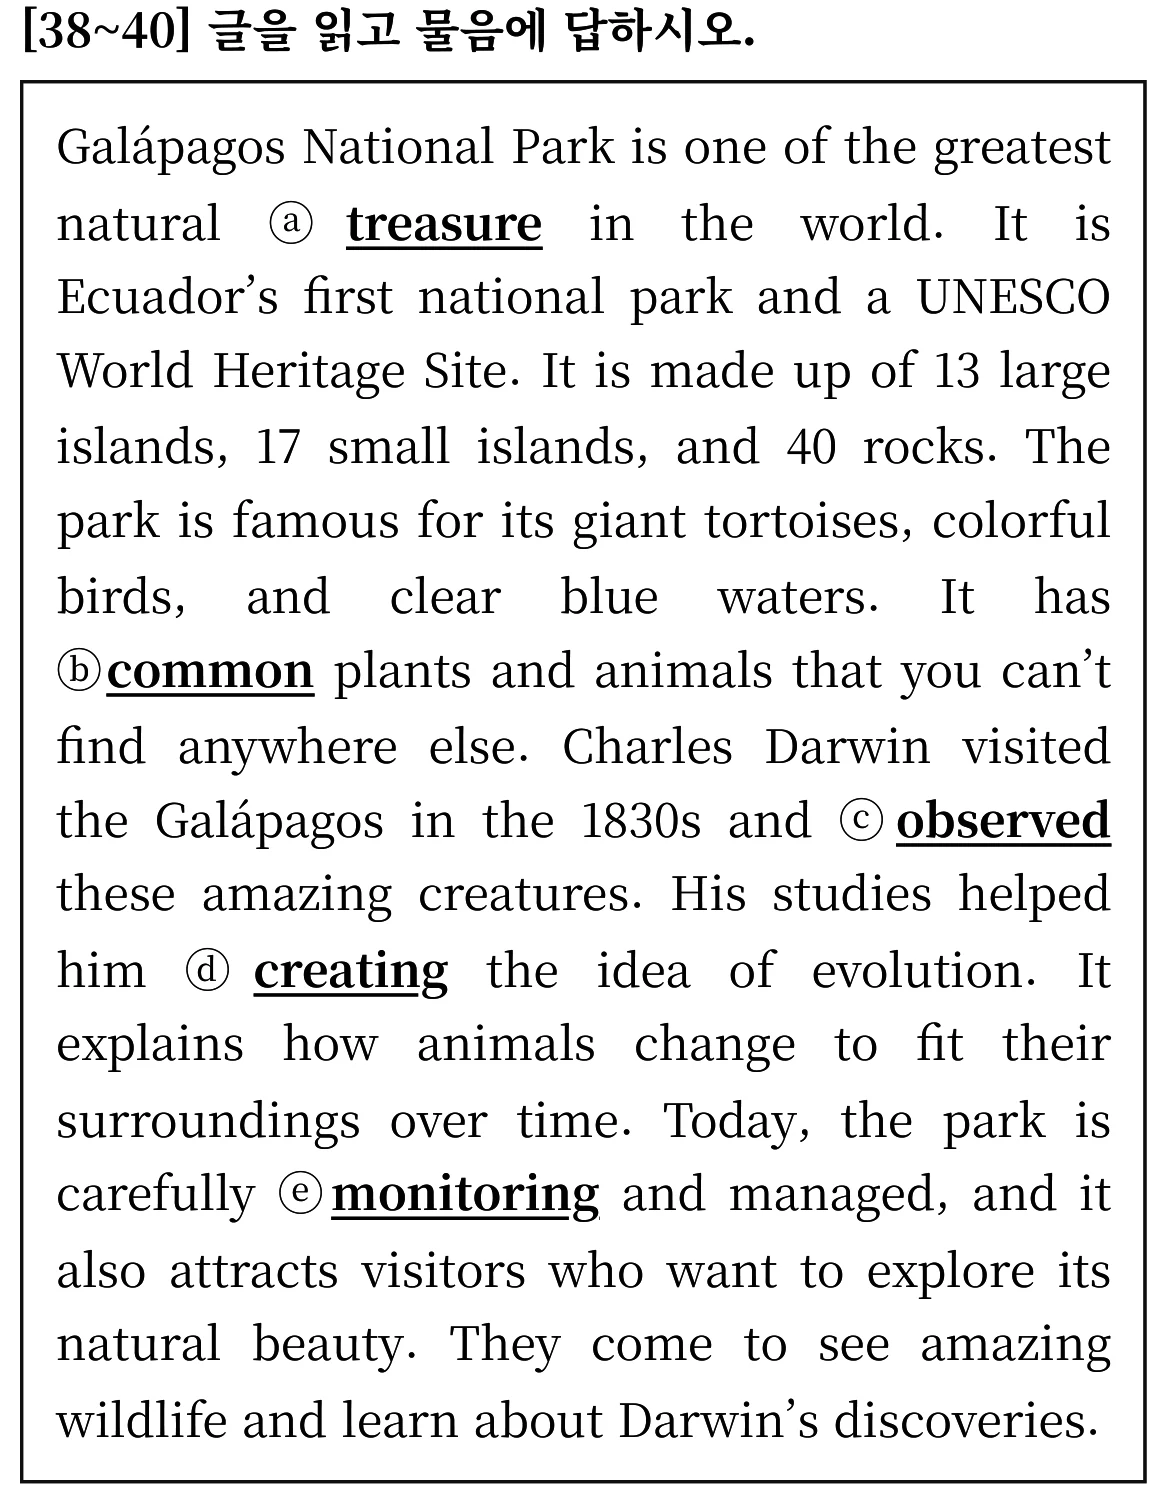 [38~40] 글을 읽고 물음에 답하시오.
Galápagos National Park is one of the greatest
natural ⓐ treasure in the world. It is
Ecuador’s first national park and a UNESCO
World Heritage Site. It is made up of 13 large
islands, 17 small islands, and 40 rocks. The
park is famous for its giant tortoises, colorful
birds, and clear blue waters. It has
ⓑcommon plants and animals that you can’t
find anywhere else. Charles Darwin visited
the Galápagos in the 1830s and ⓒobserved
these amazing creatures. His studies helped
him ⓓ creating the idea of evolution. It
explains how animals change to fit their
surroundings over time. Today, the park is
carefully ⓔmonitoring and managed, and it
also attracts visitors who want to explore its
natural beauty. They come to see amazing
wildlife and learn about Darwin’s discoveries.